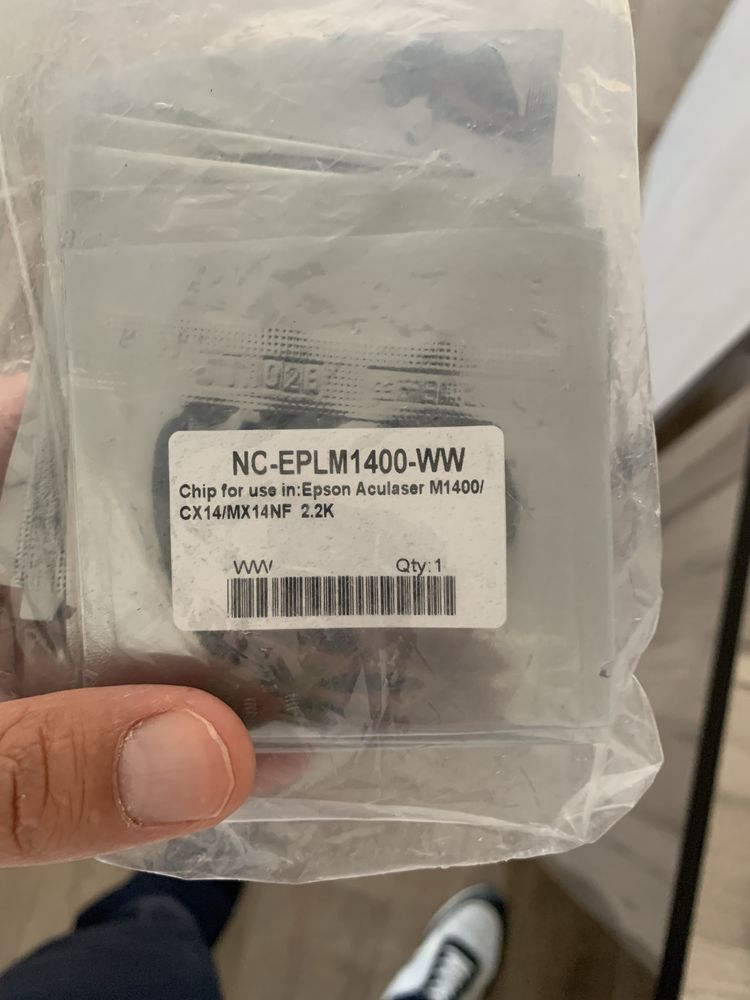 NC-EPLM1400-WW
Chip for use in:Epson Aculaser M1400/
CX14/MX14NF 2.2K
WW Qty:1